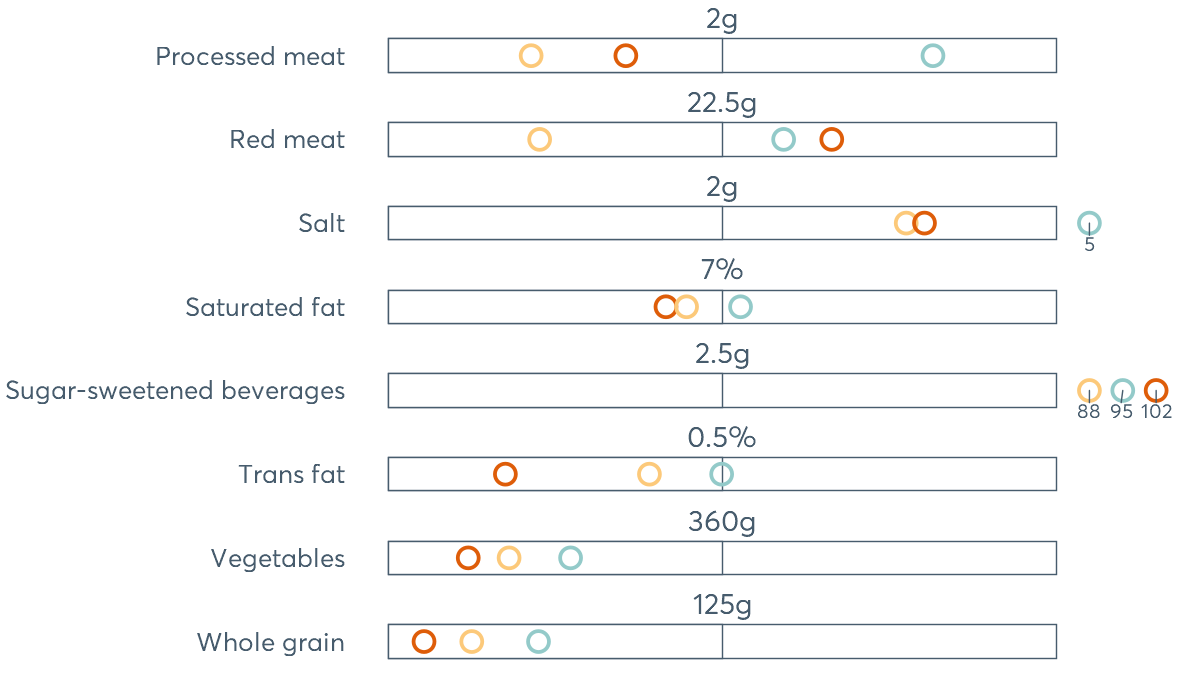 2g
Processed meat
22.5g
Red meat
2g
Salt
5
7%
Saturated fat
2.5g
Sugar-sweetened beverages
88 95 102
0.5%
Trans fat
360g
Vegetables
125g
Whole grain